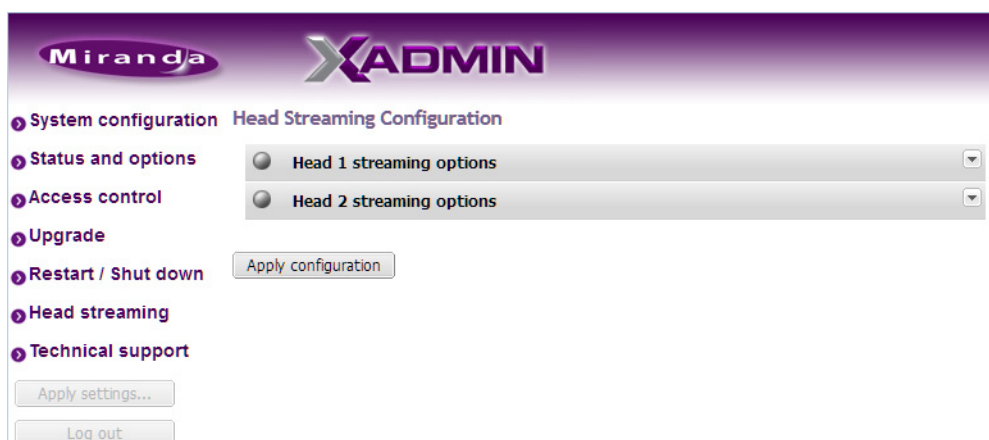 Miranda
XADMIN
System configuration
Status and options
Access control
Upgrade
Restart / Shut down
Head streaming
Technical support
Apply settings...
Log out
Head Streaming Configuration
Head 1 streaming options
Head 2 streaming options
Apply configuration